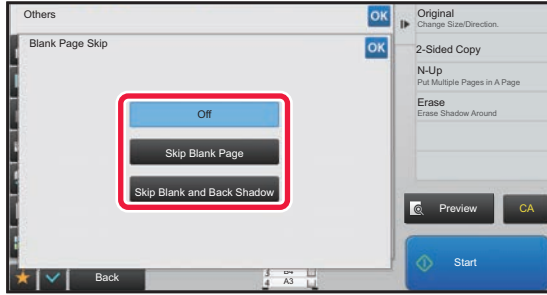 Others
OK
Blank Page Skip
OK
Off
Skip Blank Page
Skip Blank and Back Shadow
Back
A3
Original
Change Size/Direction.
2-Sided Copy
N-Up
Put Multiple Pages in A Page
Erase
Erase Shadow Around
Preview
CA
Start